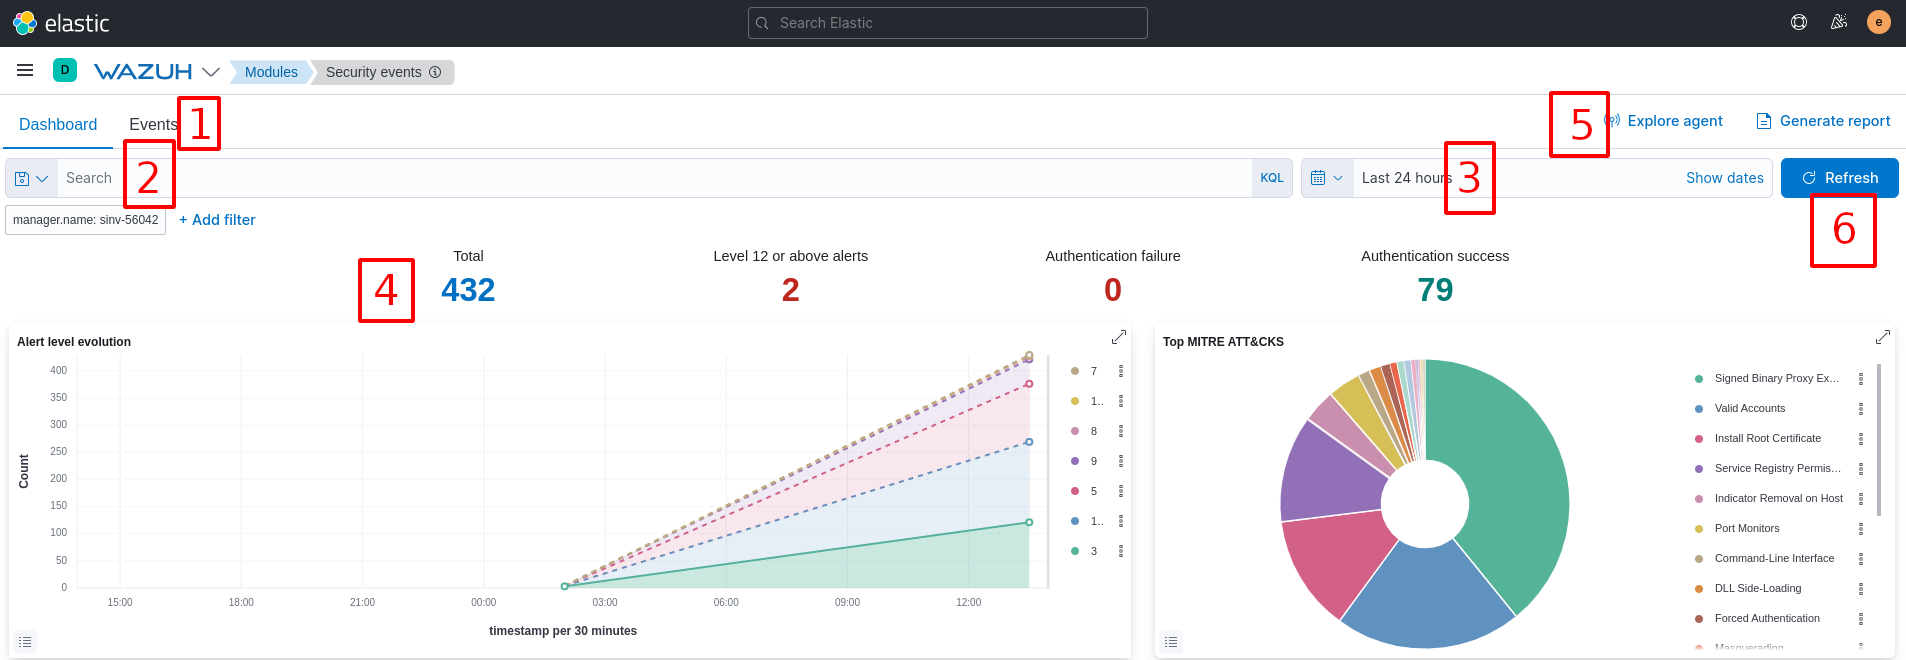 elastic
Search Elastic
e
D
WAZUH
Modules
Security events
Dashboard
Events
1
5
Explore agent
Generate report
Search
2
KQL
Last 24 hours
3
Show dates
Refresh
manager.name: sinv-56042
+ Add filter
6
Total
Level 12 or above alerts
Authentication failure
Authentication success
4
432
2
0
79
Alert level evolution
400
350
300
250
200
150
100
50
0
Count
15:00
18:00
21:00
00:00
03:00
06:00
09:00
12:00
timestamp per 30 minutes
7
1..
8
9
5
1..
3
Top MITRE ATT&CKS
Signed Binary Proxy Ex...
Valid Accounts
Install Root Certificate
Service Registry Permis...
Indicator Removal on Host
Port Monitors
Command-Line Interface
DLL Side-Loading
Forced Authentication
Masquerading